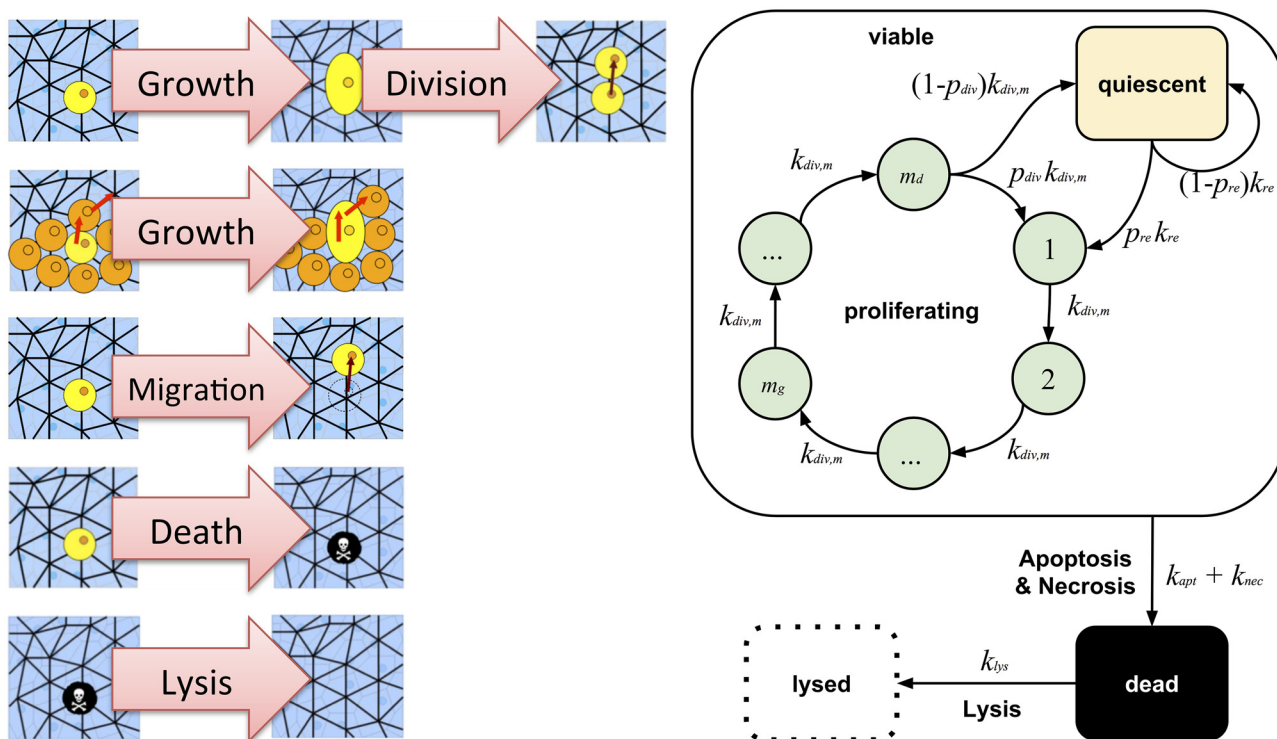 Growth
Division
Growth
Migration
Death
Lysis
viable
quiescent
(1-p_div)k_div,m
(1-p_re)k_re
k_div,m
m_d
p_div k_div,m
p_re k_re
...
1
k_div,m
proliferating
k_div,m
m_g
2
k_div,m
...
k_div,m
Apoptosis
& Necrosis
k_apt + k_nec
lysed
k_lys
Lysis
dead